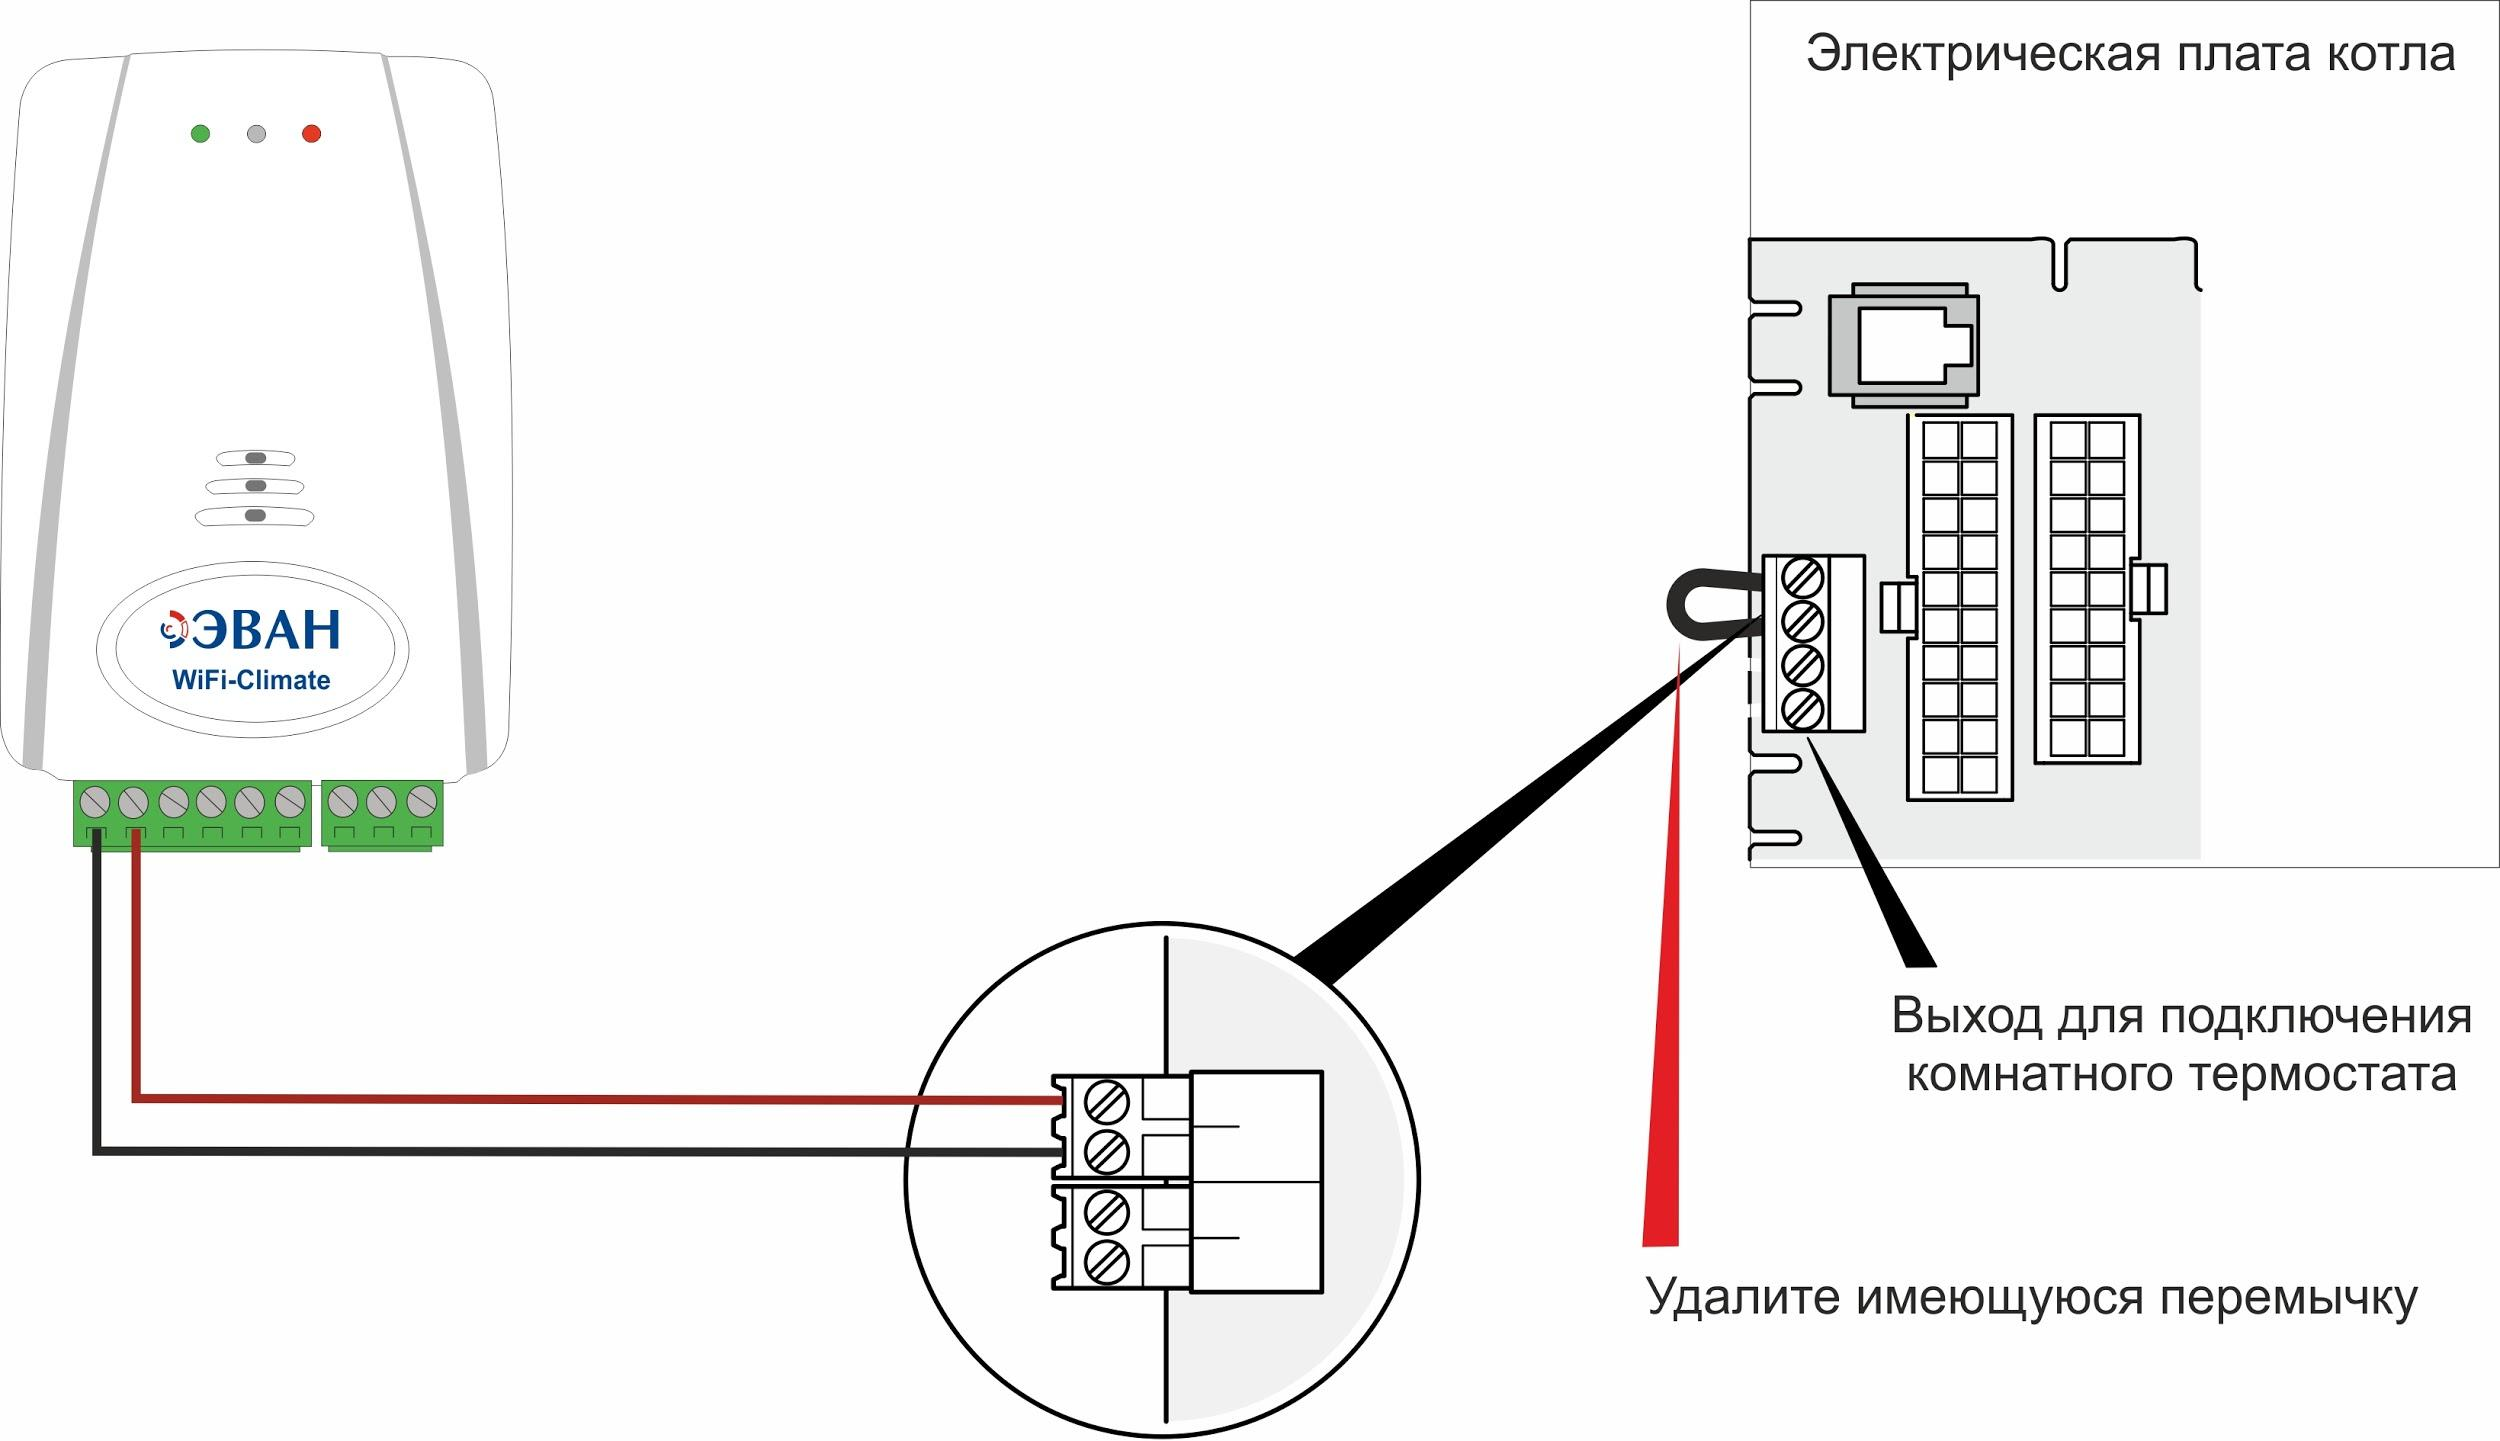 Электрическая плата котла
ЭВАН
WiFi-Climate
Выход для подключения
комнатного термостата
Удалите имеющуюся перемычку